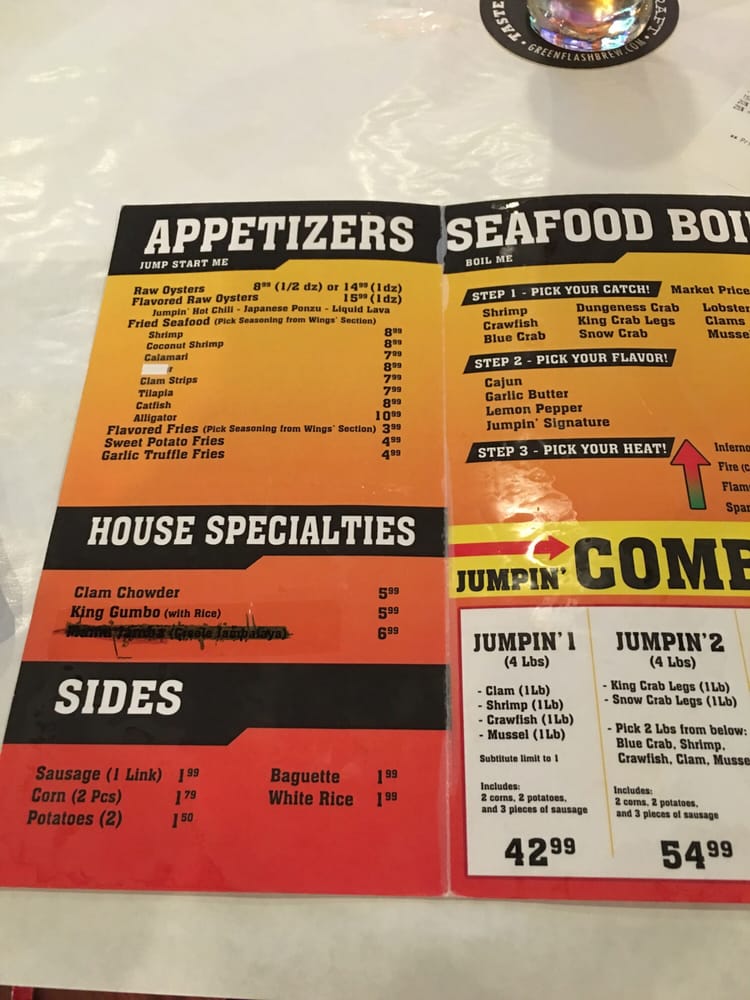 TASTE
CRAFT
• GREENFLASHBREW.COM •
APPETIZERS
JUMP START ME
Raw Oysters 8⁹⁹ (1/2 dz) or 14⁹⁹ (1dz)
Flavored Raw Oysters 15⁹⁹ (1dz)
Jumpin' Hot Chili - Japanese Ponzu - Liquid Lava
Fried Seafood (Pick Seasoning from Wings' Section)
Shrimp 8⁹⁹
Coconut Shrimp 8⁹⁹
Calamari 7⁹⁹
r 8⁹⁹
Clam Strips 7⁹⁹
Tilapia 7⁹⁹
Catfish 8⁹⁹
Alligator 10⁹⁹
Flavored Fries (Pick Seasoning from Wings' Section) 3⁹⁹
Sweet Potato Fries 4⁹⁹
Garlic Truffle Fries 4⁹⁹
HOUSE SPECIALTIES
Clam Chowder 5⁹⁹
King Gumbo (with Rice) 5⁹⁹
Mama Jamba (Creole Jambalaya) 6⁹⁹
SIDES
Sausage (1 Link) 1⁹⁹
Corn (2 Pcs) 1⁷⁹
Potatoes (2) 1⁵⁰
Baguette 1⁹⁹
White Rice 1⁹⁹
SEAFOOD BOI
BOIL ME
STEP 1 - PICK YOUR CATCH! Market Price
Shrimp Dungeness Crab Lobster
Crawfish King Crab Legs Clams
Blue Crab Snow Crab Musse
STEP 2 - PICK YOUR FLAVOR!
Cajun
Garlic Butter
Lemon Pepper
Jumpin' Signature
STEP 3 - PICK YOUR HEAT!
Inferno
Fire (
Flam
Spar
JUMPIN' COMB
JUMPIN'1
(4 Lbs)
- Clam (1Lb)
- Shrimp (1Lb)
- Crawfish (1Lb)
- Mussel (1Lb)
Subtitute limit to 1
Includes:
2 corns, 2 potatoes,
and 3 pieces of sausage
42⁹⁹
JUMPIN'2
(4 Lbs)
- King Crab Legs (1Lb)
- Snow Crab Legs (1Lb)
- Pick 2 Lbs from below:
Blue Crab, Shrimp,
Crawfish, Clam, Musse
Includes:
2 corns, 2 potatoes,
and 3 pieces of sausage
54⁹⁹